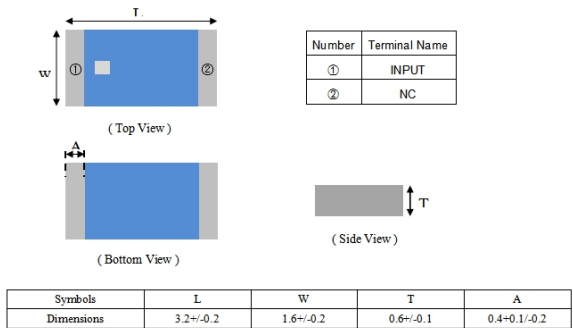 L
W
①
②
( Top View )
Number Terminal Name
① INPUT
② NC
A
( Bottom View )
T
( Side View )
Symbols L W T A
Dimensions 3.2+/-0.2 1.6+/-0.2 0.6+/-0.1 0.4+0.1/-0.2